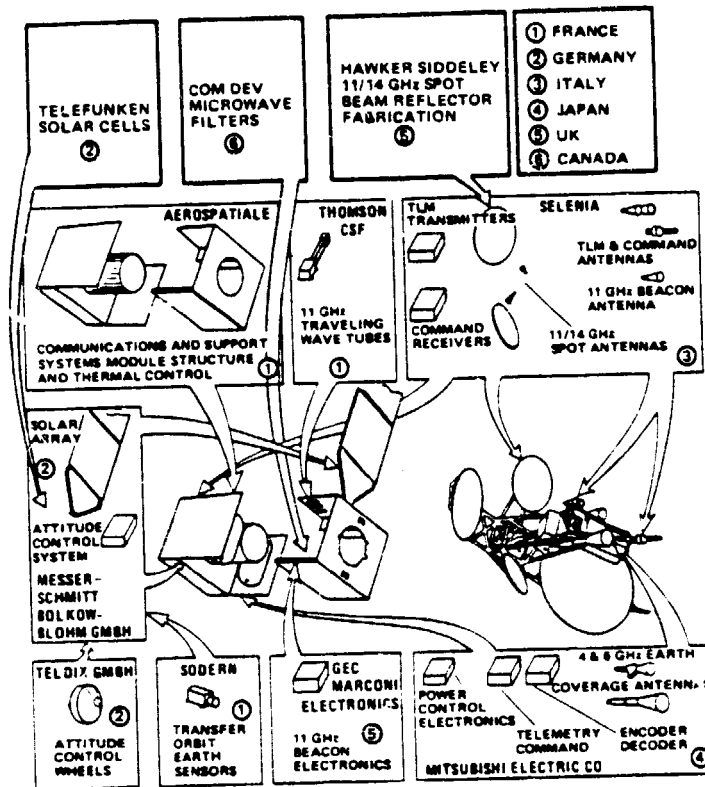 TELEFUNKEN
SOLAR CELLS
②
COM DEV
MICROWAVE
FILTERS
⑥
HAWKER SIDDELEY
11/14 GHz SPOT
BEAM REFLECTOR
FABRICATION
⑤
① FRANCE
② GERMANY
③ ITALY
④ JAPAN
⑤ UK
⑥ CANADA
AEROSPATIALE
COMMUNICATIONS AND SUPPORT
SYSTEMS MODULE STRUCTURE
AND THERMAL CONTROL
①
THOMSON
CSF
11 GHz
TRAVELING
WAVE TUBES
①
TLM
TRANSMITTERS
SELENIA
TLM & COMMAND
ANTENNAS
11 GHz BEACON
ANTENNA
COMMAND
RECEIVERS
11/14 GHz
SPOT ANTENNAS
③
SOLAR
ARRAY
②
ATTITUDE
CONTROL
SYSTEM
MESSER-
SCHMITT
BOLKOW-
BLOHM GMBH
TELDIX GMBH
②
ATTITUDE
CONTROL
WHEELS
SODERN
①
TRANSFER
ORBIT
EARTH
SENSORS
GEC
MARCONI
ELECTRONICS
⑤
11 GHz
BEACON
ELECTRONICS
POWER
CONTROL
ELECTRONICS
TELEMETRY
COMMAND
ENCODER
DECODER
4 & 6 GHz EARTH
COVERAGE ANTENNAS
MITSUBISHI ELECTRIC CO
④